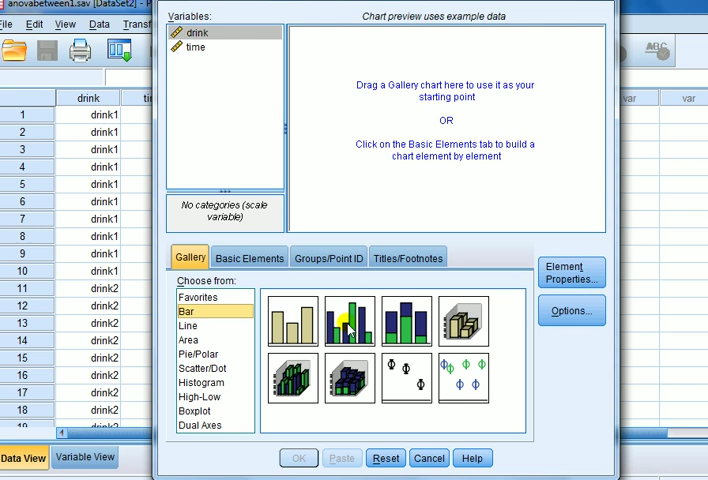 anovabetween1.sav [DataSet2] - P
File Edit View Data Transf
drink
1 drink1
2 drink1
3 drink1
4 drink1
5 drink1
6 drink1
7 drink1
8 drink1
9 drink1
10 drink1
11 drink2
12 drink2
13 drink2
14 drink2
15 drink2
16 drink2
17 drink2
18 drink2
Data View Variable View
Variables:
drink
time
No categories (scale
variable)
Chart preview uses example data
Drag a Gallery chart here to use it as your
starting point
OR
Click on the Basic Elements tab to build a
chart element by element
Gallery Basic Elements Groups/Point ID Titles/Footnotes
Choose from:
Favorites
Bar
Line
Area
Pie/Polar
Scatter/Dot
Histogram
High-Low
Boxplot
Dual Axes
Element
Properties...
Options...
OK Paste Reset Cancel Help
ABC
var var